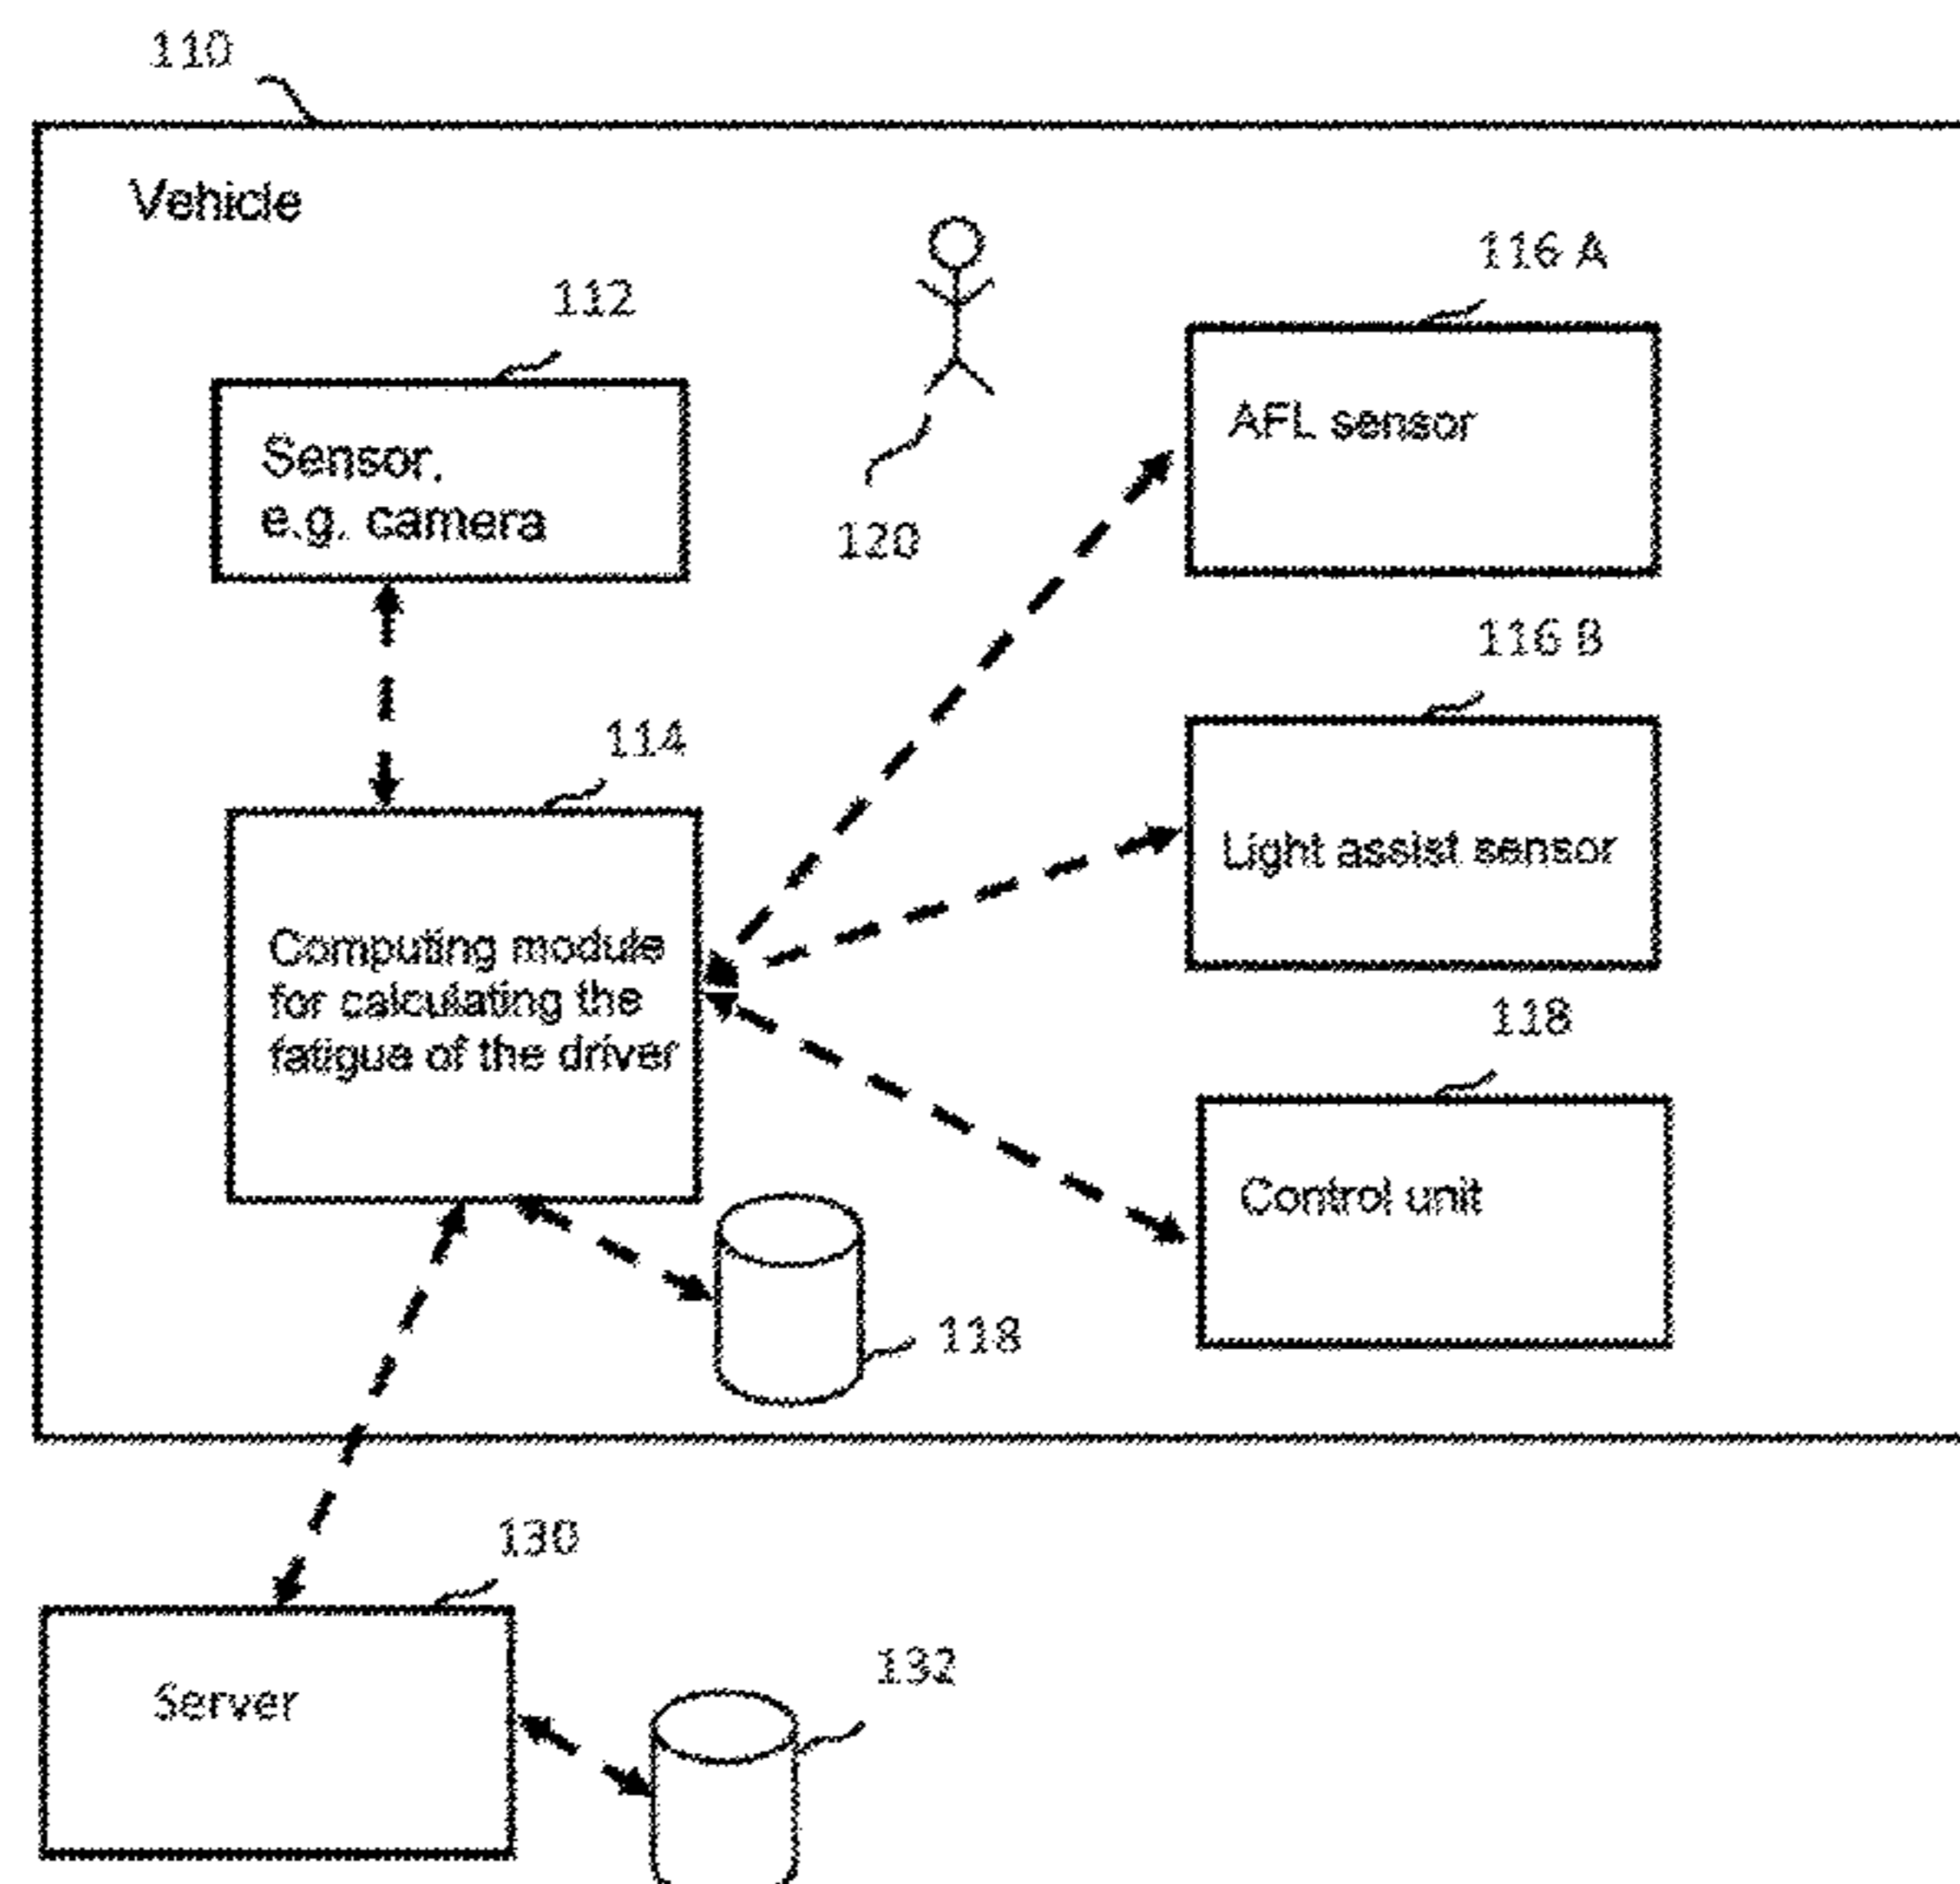 110
Vehicle
116 A
112
AFL sensor
Sensor,
e.g. camera
120
116 B
114
Light assist sensor
Computing module
for calculating the
fatigue of the driver
118
Control unit
118
130
132
Server